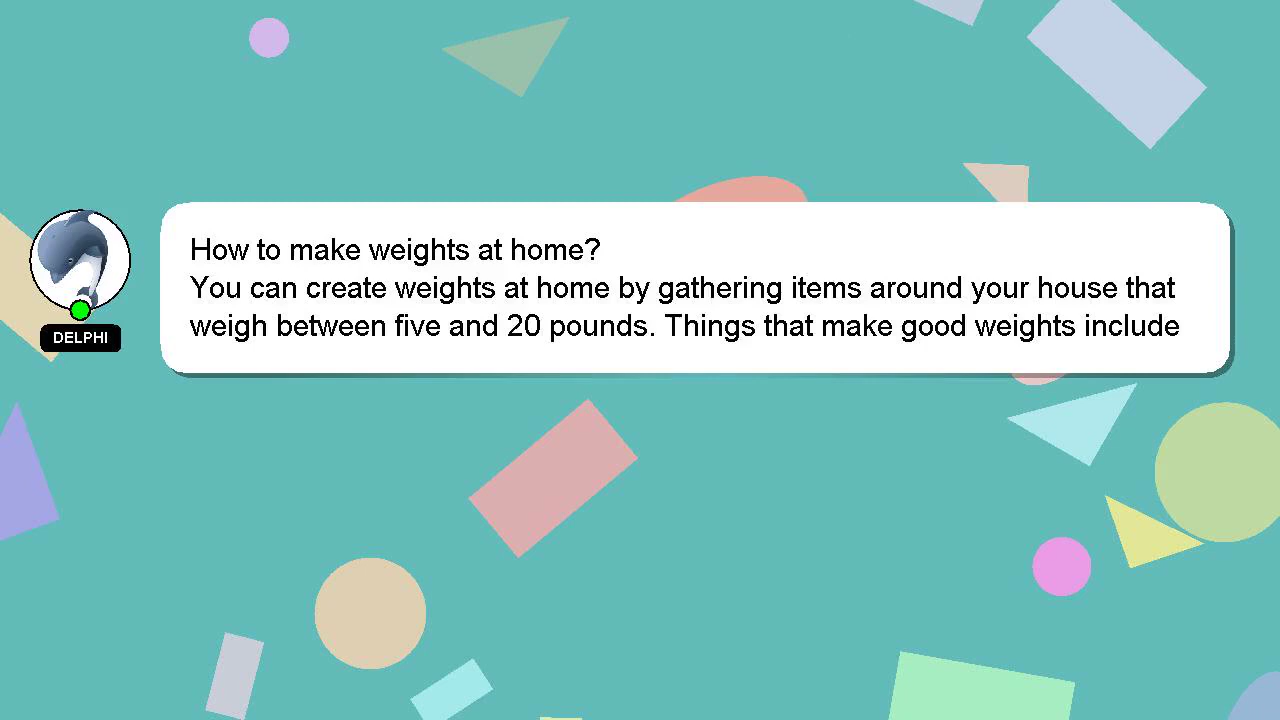 How to make weights at home?
You can create weights at home by gathering items around your house that
weigh between five and 20 pounds. Things that make good weights include
DELPHI